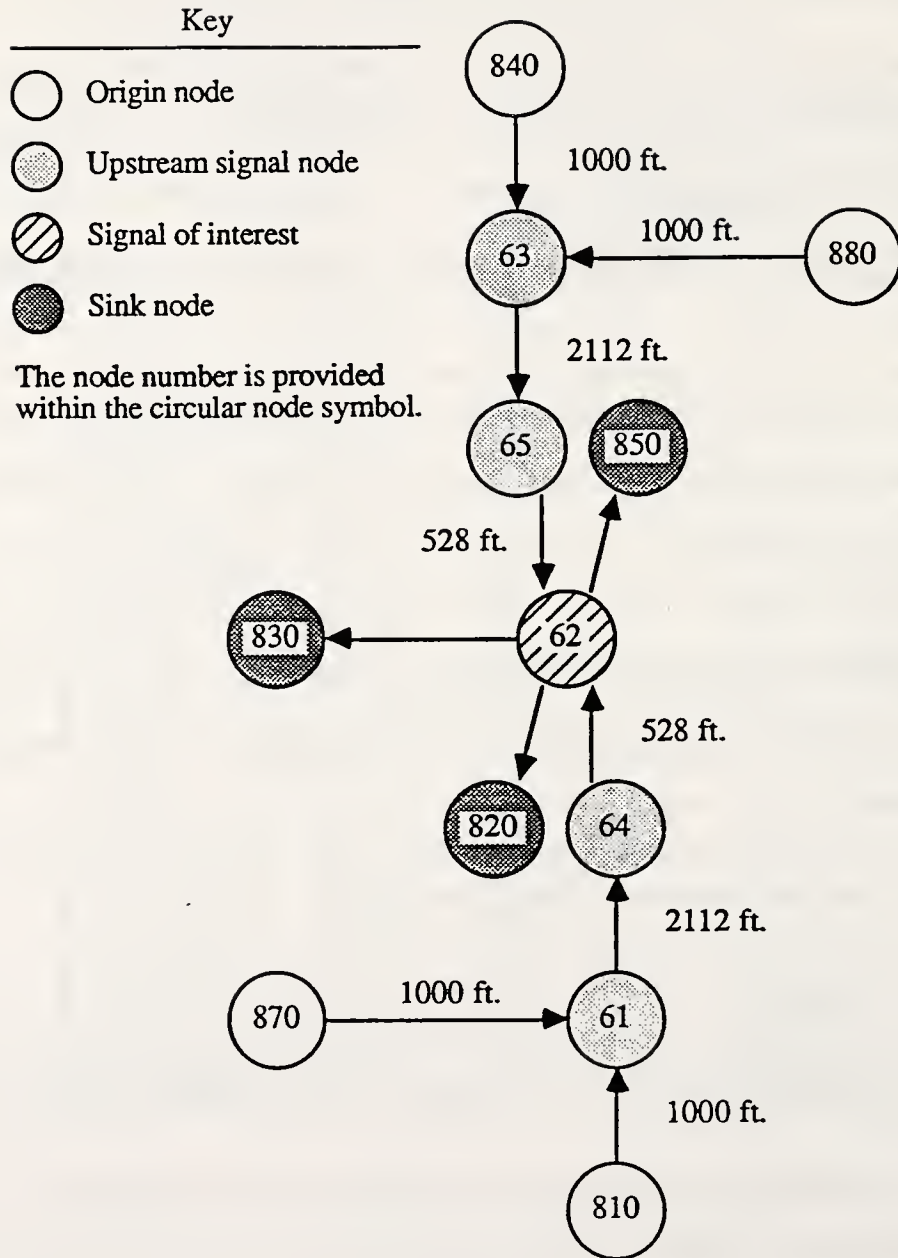 Key
Origin node
Upstream signal node
Signal of interest
Sink node
The node number is provided
within the circular node symbol.
840
1000 ft.
63
1000 ft.
880
2112 ft.
65
850
528 ft.
830
62
528 ft.
820
64
2112 ft.
870
1000 ft.
61
1000 ft.
810